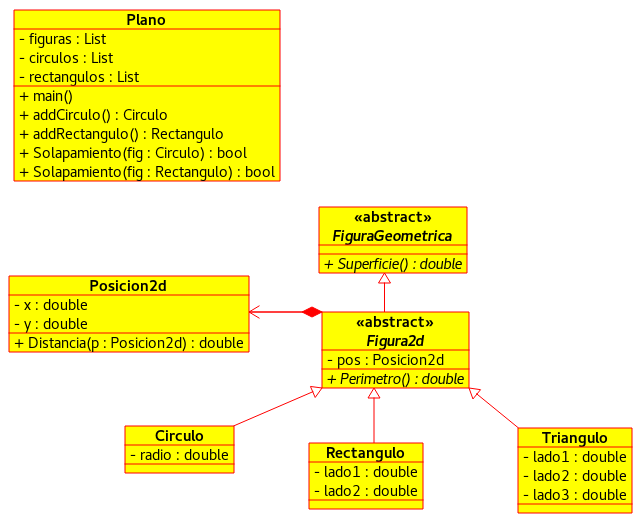 Plano
- figuras : List
- circulos : List
- rectangulos : List
+ main()
+ addCirculo() : Circulo
+ addRectangulo() : Rectangulo
+ Solapamiento(fig : Circulo) : bool
+ Solapamiento(fig : Rectangulo) : bool
«abstract»
FiguraGeometrica
+ Superficie() : double
Posicion2d
- x : double
- y : double
+ Distancia(p : Posicion2d) : double
«abstract»
Figura2d
- pos : Posicion2d
+ Perimetro() : double
Circulo
- radio : double
Rectangulo
- lado1 : double
- lado2 : double
Triangulo
- lado1 : double
- lado2 : double
- lado3 : double